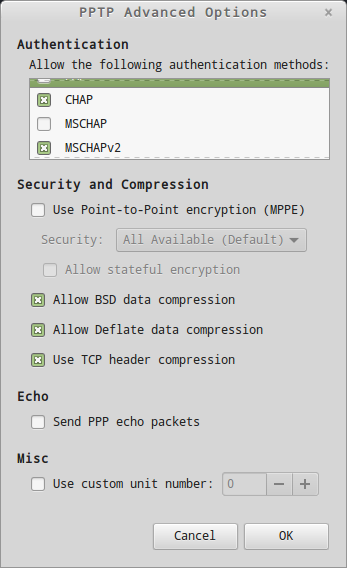 PPTP Advanced Options
Authentication
Allow the following authentication methods:
CHAP
MSCHAP
MSCHAPv2
Security and Compression
Use Point-to-Point encryption (MPPE)
Security: All Available (Default)
Allow stateful encryption
Allow BSD data compression
Allow Deflate data compression
Use TCP header compression
Echo
Send PPP echo packets
Misc
Use custom unit number: 0
Cancel OK